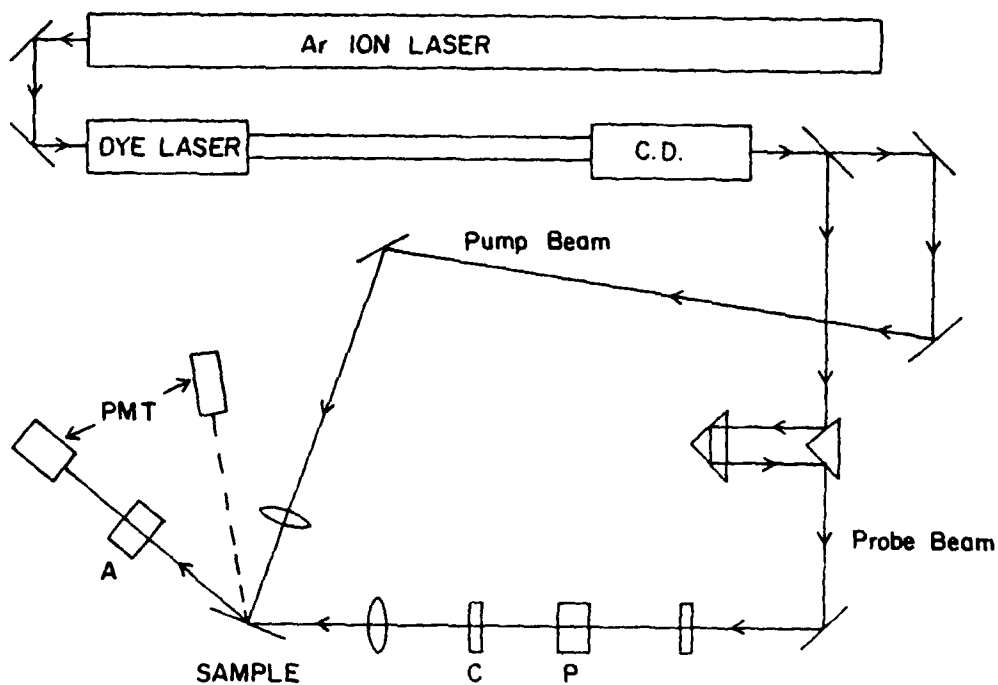 Ar ION LASER
DYE LASER
C.D.
Pump Beam
PMT
Probe Beam
A
SAMPLE
C
P